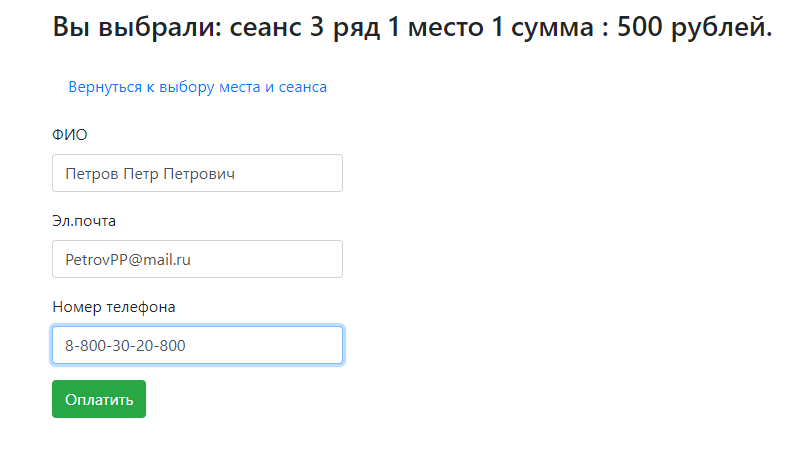 Вы выбрали: сеанс 3 ряд 1 место 1 сумма : 500 рублей.
Вернуться к выбору места и сеанса
ФИО
Петров Петр Петрович
Эл.почта
PetrovPP@mail.ru
Номер телефона
8-800-30-20-800
Оплатить